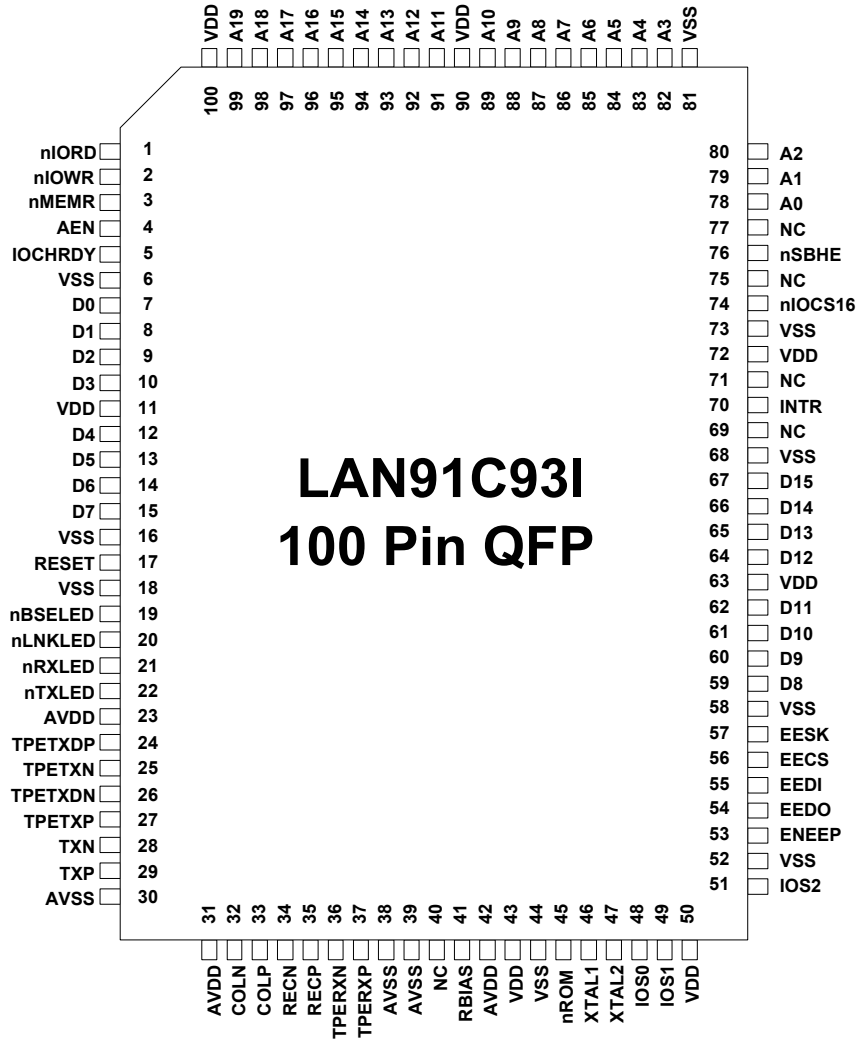 VDD A19 A18 A17 A16 A15 A14 A13 A12 A11 VDD A10 A9 A8 A7 A6 A5 A4 A3 VSS
100 99 98 97 96 95 94 93 92 91 90 89 88 87 86 85 84 83 82 81
nIORD 1 80 A2
nIOWR 2 79 A1
nMEMR 3 78 A0
AEN 4 77 NC
IOCHRDY 5 76 nSBHE
VSS 6 75 NC
D0 7 74 nIOCS16
D1 8 73 VSS
D2 9 72 VDD
D3 10 71 NC
VDD 11 70 INTR
D4 12 69 NC
D5 13 68 VSS
D6 14 67 D15
D7 15 66 D14
VSS 16 65 D13
RESET 17 64 D12
VSS 18 63 VDD
nBSELED 19 62 D11
nLNKLED 20 61 D10
nRXLED 21 60 D9
nTXLED 22 59 D8
AVDD 23 58 VSS
TPETXDP 24 57 EESK
TPETXN 25 56 EECS
TPETXDN 26 55 EEDI
TPETXP 27 54 EEDO
TXN 28 53 ENEEP
TXP 29 52 VSS
AVSS 30 51 IOS2
LAN91C93I
100 Pin QFP
31 32 33 34 35 36 37 38 39 40 41 42 43 44 45 46 47 48 49 50
AVDD COLN COLP RECN RECP TPERXN TPERXP AVSS AVSS NC RBIAS AVDD VDD VSS nROM XTAL1 XTAL2 IOS0 IOS1 VDD